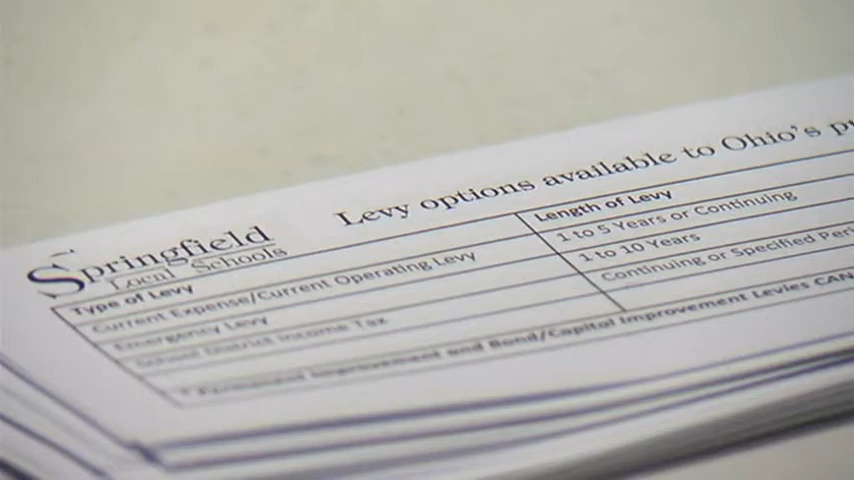 Springfield
Local Schools
Levy options available to Ohio's
Type of Levy
Length of Levy
Current Expense/Current Operating Levy
1 to 5 Years or Continuing
Emergency Levy
1 to 10 Years
School District Income Tax
Continuing or Specified
* Permanent Improvement and Bond/Capitol Improvement Levies CAN